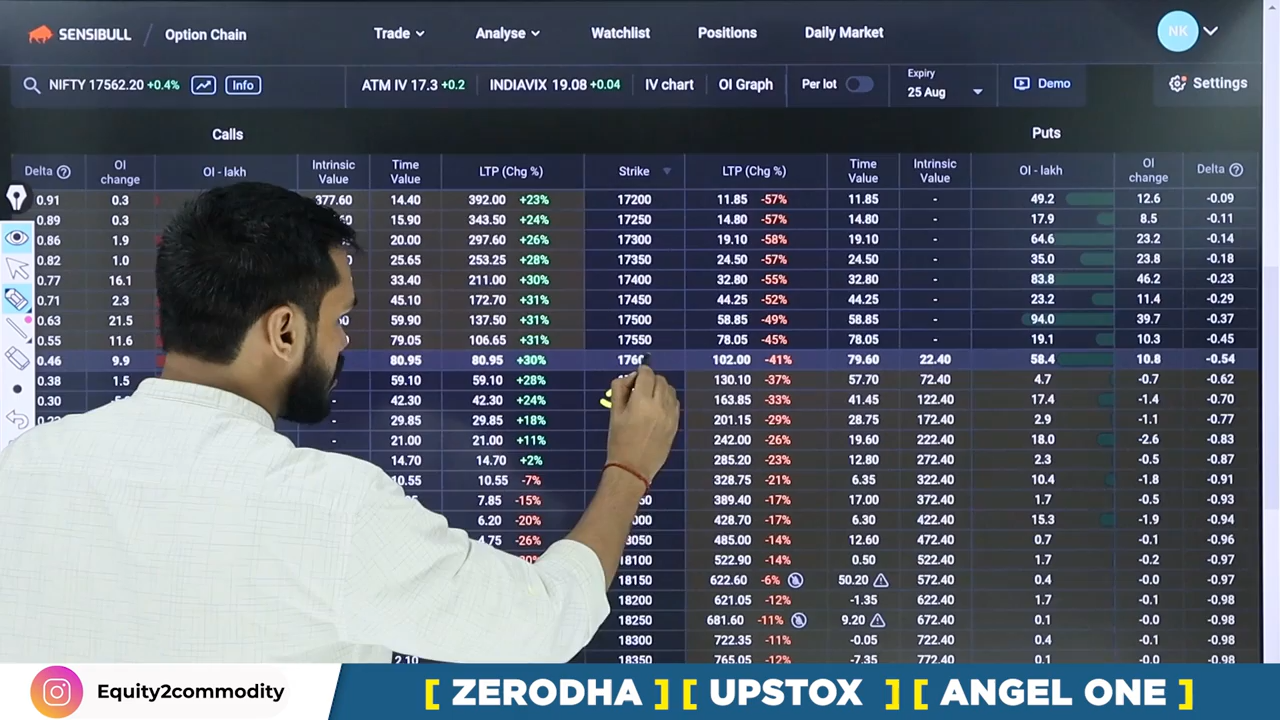 SENSIBULL / Option Chain Trade Analyse Watchlist Positions Daily Market NK
NIFTY 17562.20 +0.4% Info ATM IV 17.3 +0.2 INDIAVIX 19.08 +0.04 IV chart OI Graph Per lot Expiry 25 Aug Demo Settings
Calls Puts
Delta OI change OI - lakh Intrinsic Value Time Value LTP (Chg %) Strike LTP (Chg %) Time Value Intrinsic Value OI - lakh OI change Delta
0.91 0.3 377.60 14.40 392.00 +23% 17200 11.85 -57% 11.85 - 49.2 12.6 -0.09
0.89 0.3 15.90 343.50 +24% 17250 14.80 -57% 14.80 - 17.9 8.5 -0.11
0.86 1.9 20.00 297.60 +26% 17300 19.10 -58% 19.10 - 64.6 23.2 -0.14
0.82 1.0 25.65 253.25 +28% 17350 24.50 -57% 24.50 - 35.0 23.8 -0.18
0.77 16.1 33.40 211.00 +30% 17400 32.80 -55% 32.80 - 83.8 46.2 -0.23
0.71 2.3 45.10 172.70 +31% 17450 44.25 -52% 44.25 - 23.2 11.4 -0.29
0.63 21.5 59.90 137.50 +31% 17500 58.85 -49% 58.85 - 94.0 39.7 -0.37
0.55 11.6 78.05 106.65 +31% 17550 78.05 -45% 78.05 - 19.1 10.3 -0.45
0.46 9.9 80.95 80.95 +30% 102.00 -41% 79.60 22.40 58.4 10.8 -0.54
0.38 1.5 - 59.10 59.10 +28% 130.10 -37% 57.70 72.40 4.7 -0.7 -0.62
0.30 - 42.30 42.30 +24% 163.85 -33% 41.45 122.40 17.4 -1.4 -0.70
- 29.85 29.85 +18% 201.15 -29% 28.75 172.40 2.9 -1.1 -0.77
- 21.00 21.00 +11% 242.00 -26% 19.60 222.40 18.0 -2.6 -0.83
14.70 14.70 +2% 285.20 -23% 12.80 272.40 2.3 -0.5 -0.87
10.55 10.55 -7% 328.75 -21% 6.35 322.40 10.4 -1.8 -0.91
7.85 -15% 389.40 -17% 17.00 372.40 1.7 -0.5 -0.93
6.20 -20% 428.70 -17% 6.30 422.40 15.3 -1.9 -0.94
4.75 -26% 485.00 -14% 12.60 472.40 0.7 -0.1 -0.96
18100 522.90 -14% 0.50 522.40 1.7 -0.2 -0.97
18150 622.60 -6% 50.20 572.40 0.4 -0.0 -0.97
18200 621.05 -12% -1.35 622.40 1.7 -0.1 -0.98
18250 681.60 -11% 9.20 672.40 0.1 -0.0 -0.98
18300 722.35 -11% -0.05 722.40 0.4 -0.1 -0.98
2.10 18350 765.05 -12% -7.35 772.40 0.1 -0.0 -0.98
Equity2commodity [ ZERODHA ] [ UPSTOX ] [ ANGEL ONE ]